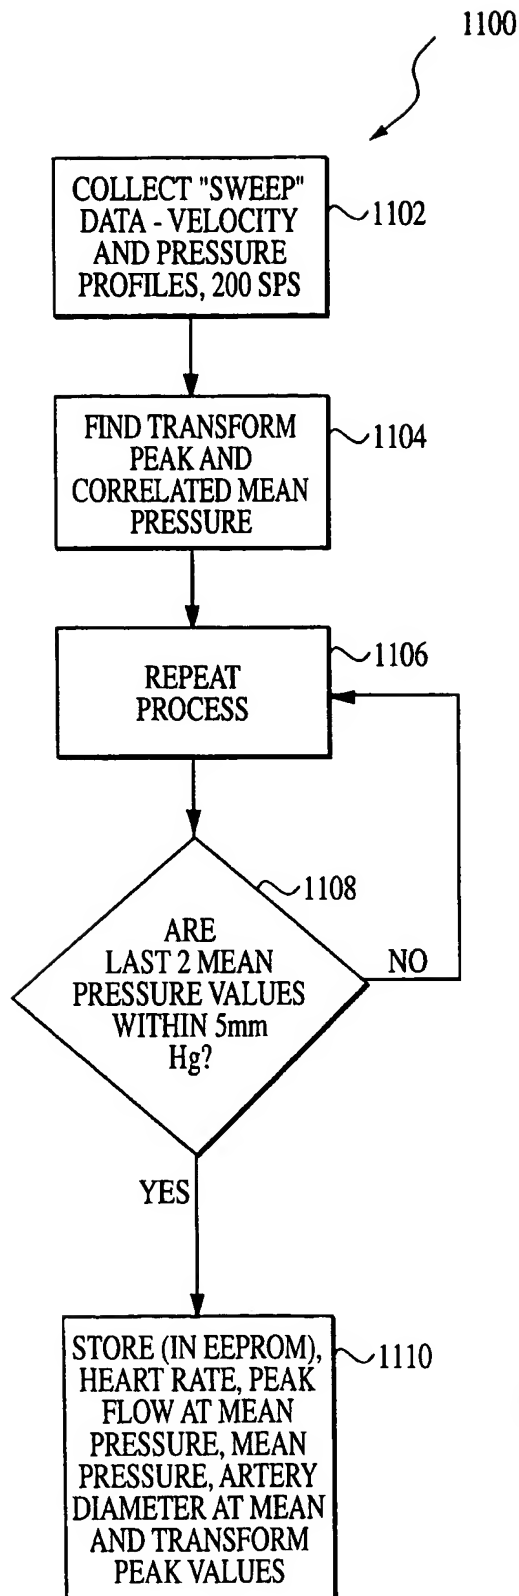 1100
COLLECT "SWEEP"
DATA - VELOCITY
AND PRESSURE
PROFILES, 200 SPS
1102
FIND TRANSFORM
PEAK AND
CORRELATED MEAN
PRESSURE
1104
REPEAT
PROCESS
1106
ARE
LAST 2 MEAN
PRESSURE VALUES
WITHIN 5mm
Hg?
1108
NO
YES
STORE (IN EEPROM),
HEART RATE, PEAK
FLOW AT MEAN
PRESSURE, MEAN
PRESSURE, ARTERY
DIAMETER AT MEAN
AND TRANSFORM
PEAK VALUES
1110